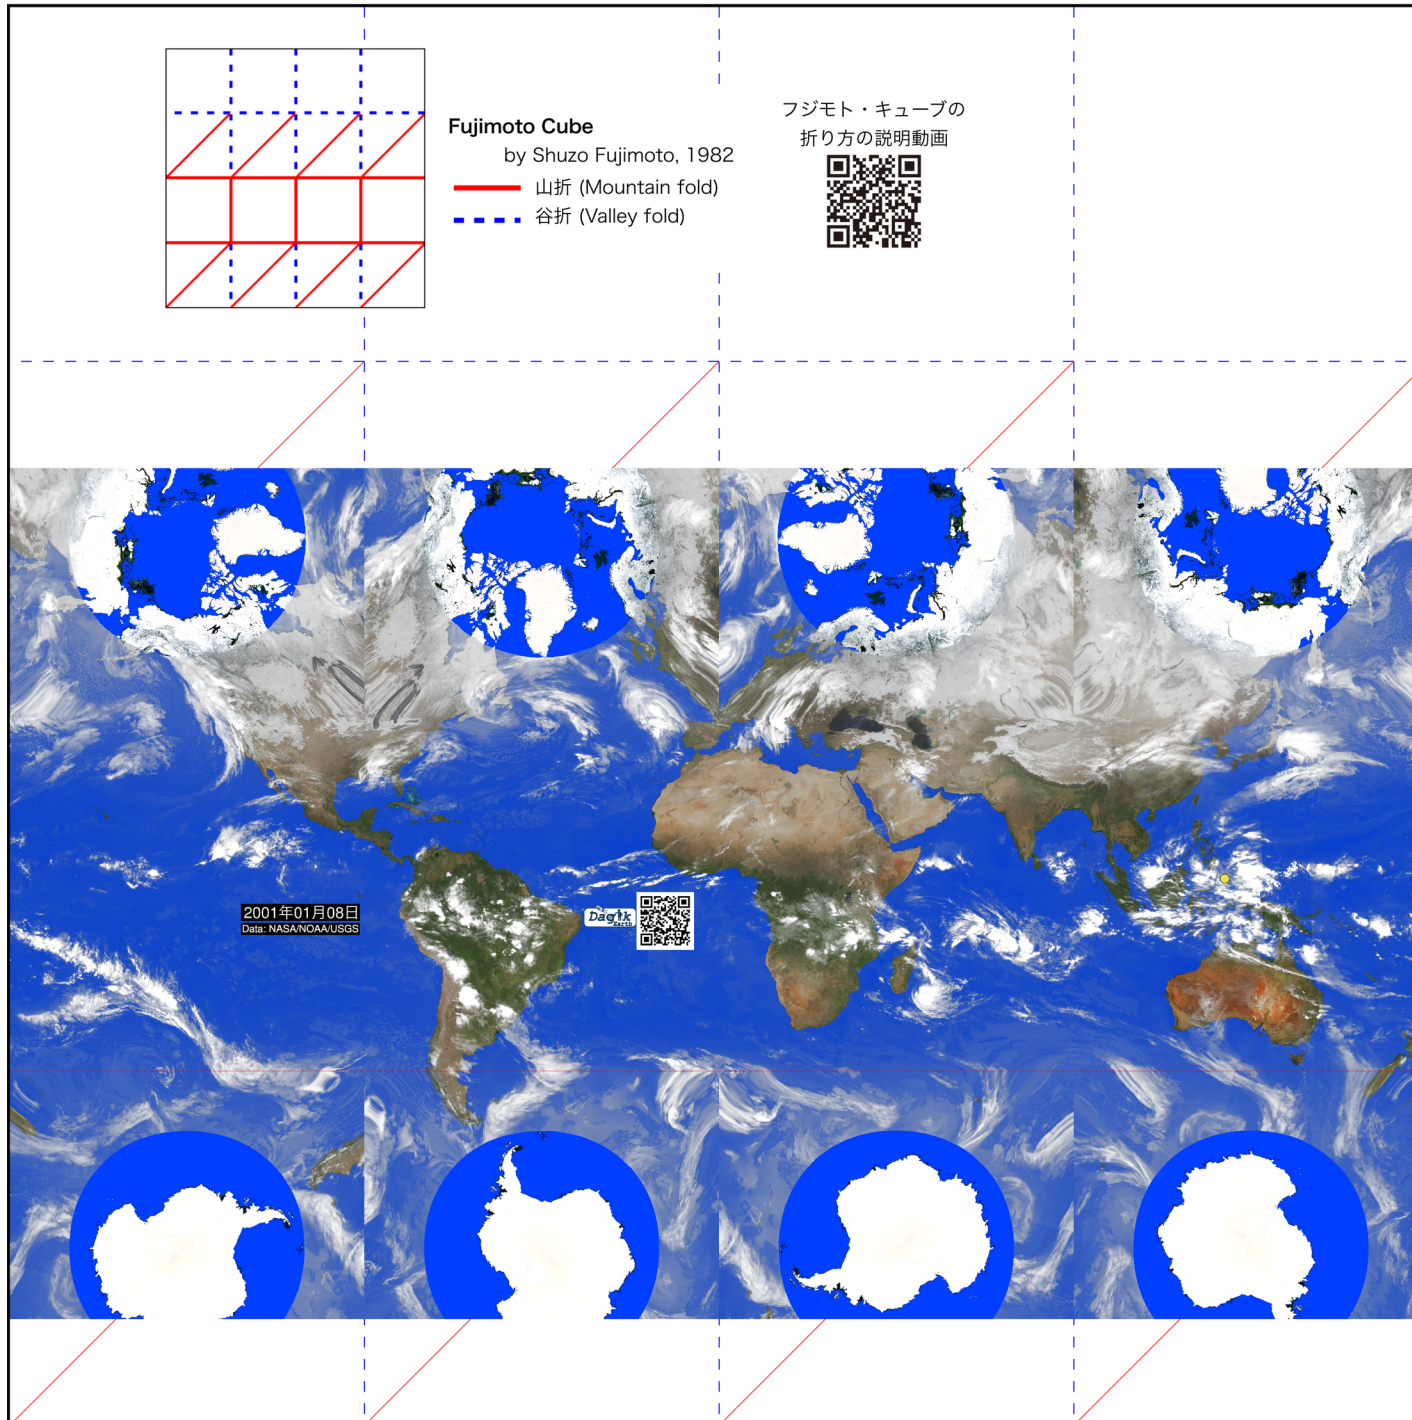 Fujimoto Cube
by Shuzo Fujimoto, 1982
山折 (Mountain fold)
谷折 (Valley fold)
フジモト・キューブの
折り方の説明動画
2001年01月08日
Data: NASA/NOAA/USGS
Dagik
Earth